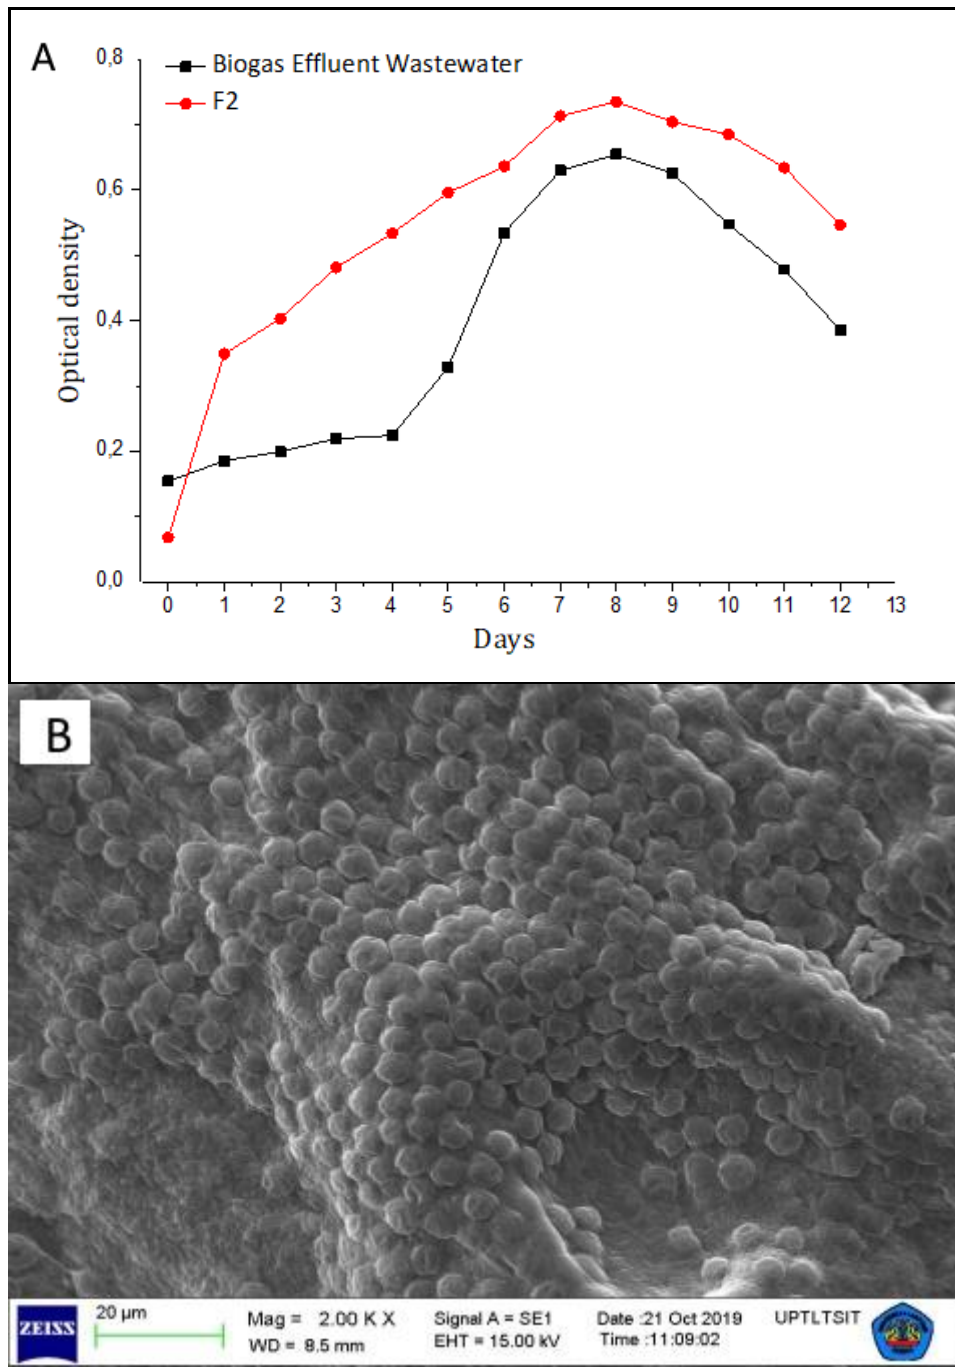 A
Biogas Effluent Wastewater
F2
0,8
0,6
0,4
0,2
0,0
Optical density
0 1 2 3 4 5 6 7 8 9 10 11 12 13
Days
B
ZEISS
20 µm
Mag = 2.00 K X
WD = 8.5 mm
Signal A = SE1
EHT = 15.00 kV
Date :21 Oct 2019
Time :11:09:02
UPTLTSIT